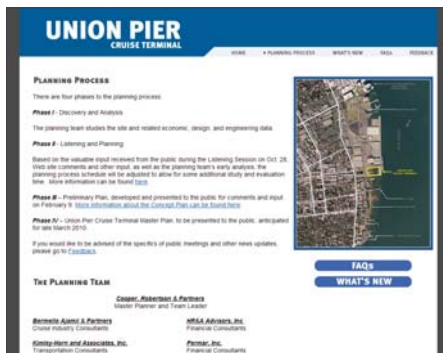 UNION PIER
CRUISE TERMINAL
HOME • PLANNING PROCESS WHAT'S NEW FAQs FEEDBACK
PLANNING PROCESS
There are four phases to the planning process:
Phase I - Discovery and Analysis
The planning team studies the site and related economic, design, and engineering data.
Phase II - Listening and Planning
Based on the valuable input received from the public during the Listening Session on Oct. 28,
Web site comments and other input, as well as the planning team's early analysis, the
planning process schedule will be adjusted to allow for some additional study and evaluation
time. More information can be found here.
Phase III – Preliminary Plan, developed and presented to the public for comments and input
on February 9. More information about the Concept Plan can be found here.
Phase IV – Union Pier Cruise Terminal Master Plan, to be presented to the public, anticipated
for late March 2010.
If you would like to be advised of the specifics of public meetings and other news updates,
please go to Feedback.
FAQs
WHAT'S NEW
THE PLANNING TEAM
Cooper, Robertson & Partners
Master Planner and Team Leader
Bermello Ajamil & Partners
Cruise Industry Consultants
Financial Consultants
Kimley-Horn and Associates, Inc.
Transportation Consultants
Permar, Inc.
Financial Consultants